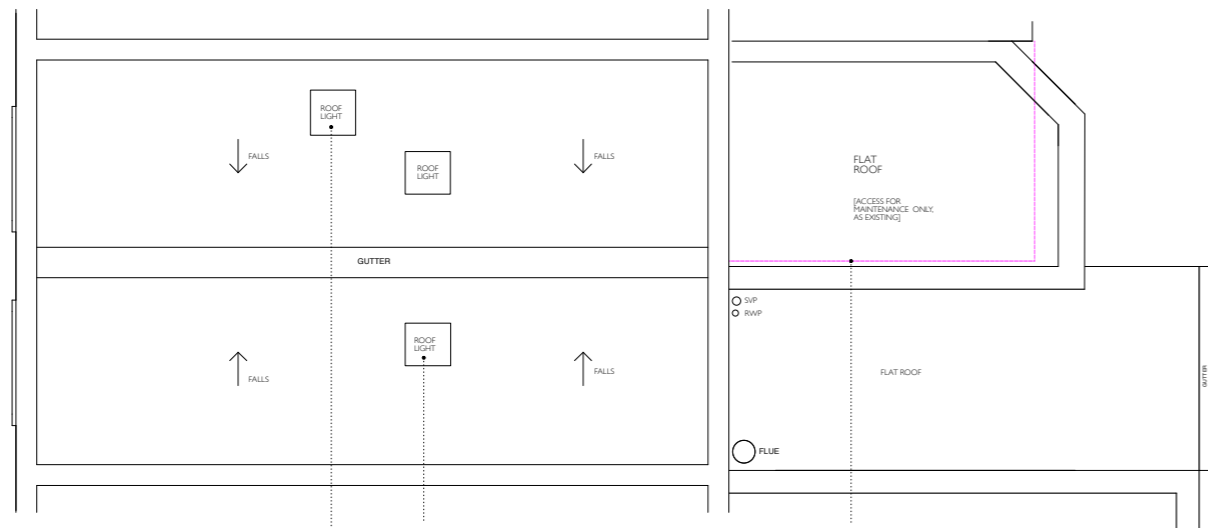 ROOF
LIGHT
FALLS
FALLS
ROOF
LIGHT
GUTTER
ROOF
LIGHT
FALLS
FALLS
FLAT
ROOF
[ACCESS FOR
MAINTENANCE ONLY,
AS EXISTING]
SVP
RWP
FLAT ROOF
GUTTER
FLUE